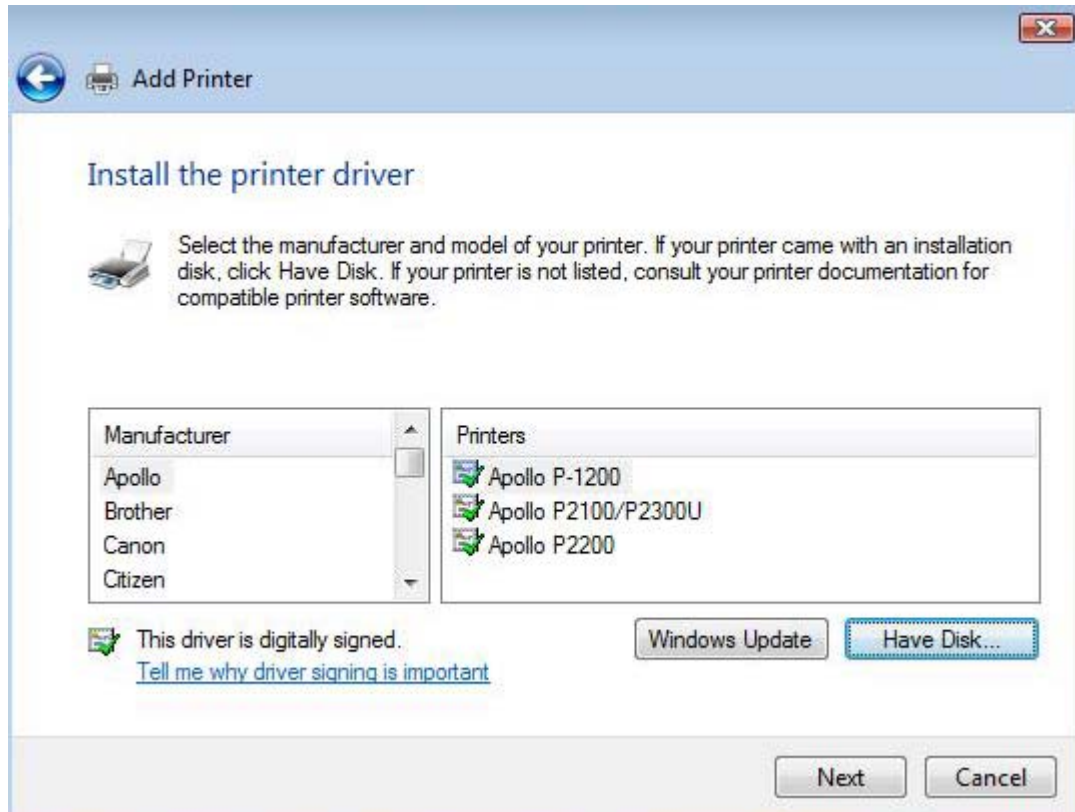 Add Printer
Install the printer driver
Select the manufacturer and model of your printer. If your printer came with an installation
disk, click Have Disk. If your printer is not listed, consult your printer documentation for
compatible printer software.
Manufacturer
Apollo
Brother
Canon
Citizen
Printers
Apollo P-1200
Apollo P2100/P2300U
Apollo P2200
This driver is digitally signed.
Tell me why driver signing is important
Windows Update
Have Disk...
Next
Cancel